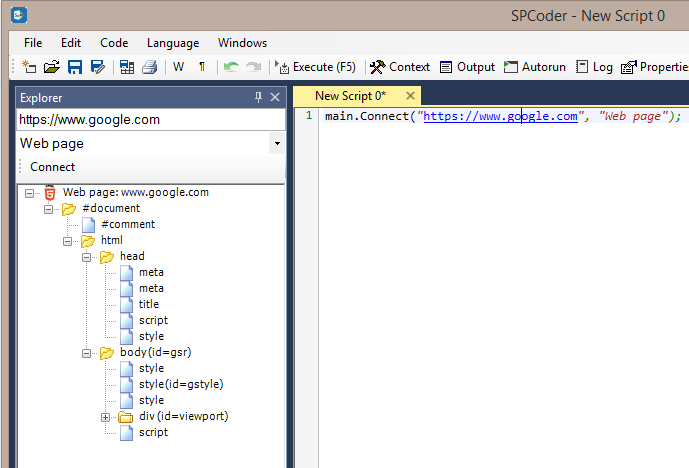 SPCoder - New Script 0
File Edit Code Language Windows
W ¶ Execute (F5) Context Output Autorun Log Propertie
Explorer
https://www.google.com
Web page
Connect
Web page: www.google.com
#document
#comment
html
head
meta
meta
title
script
style
body(id=gsr)
style
style(id=gstyle)
style
div (id=viewport)
script
New Script 0*
1 main.Connect("https://www.google.com", "Web page");